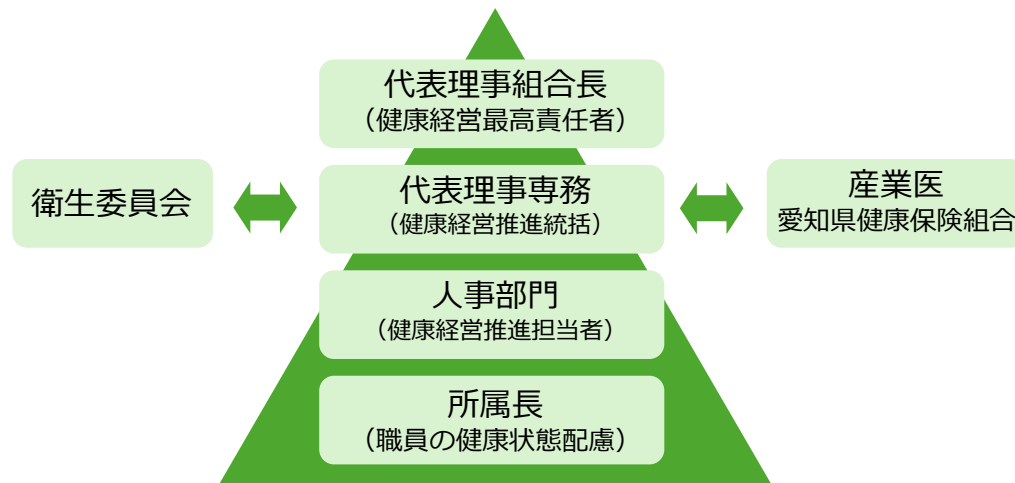 代表理事組合長
（健康経営最高責任者）
衛生委員会
代表理事専務
（健康経営推進統括）
産業医
愛知県健康保険組合
人事部門
（健康経営推進担当者）
所属長
（職員の健康状態配慮）